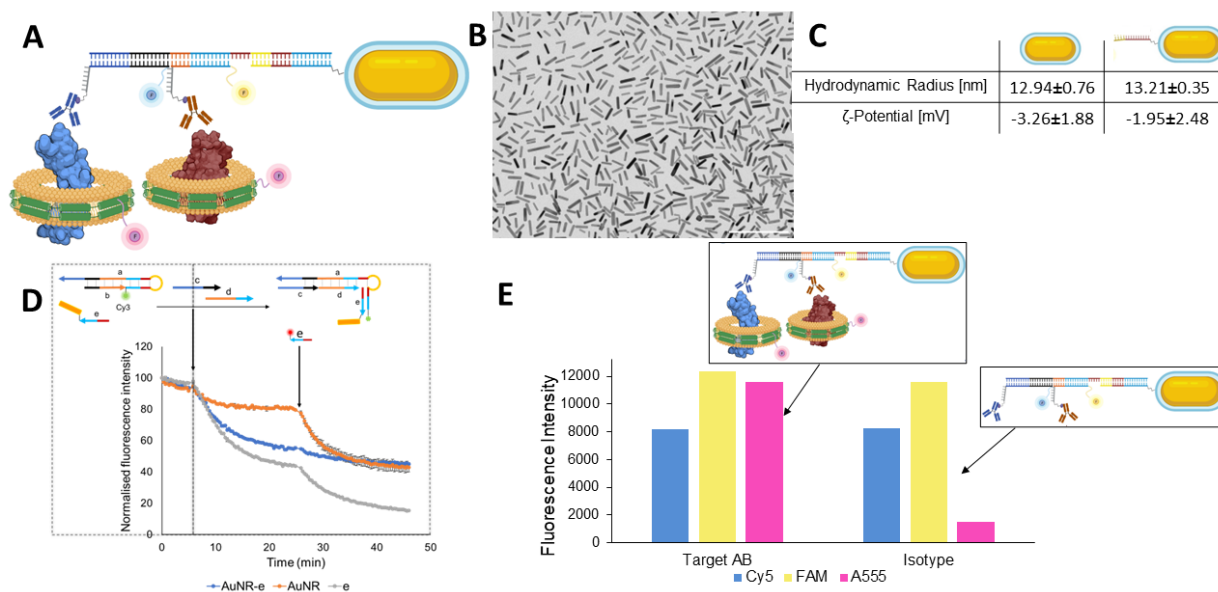 A
B
C
Hydrodynamic Radius [nm] 12.94±0.76 13.21±0.35
ζ-Potential [mV] -3.26±1.88 -1.95±2.48
D
a
b
Cy3
e
c
d
a
c d
e
e
Normalised fluorescence intensity
120
100
80
60
40
20
0
0 10 20 30 40 50
Time (min)
AuNR-e AuNR e
E
Fluorescence Intensity
12000
10000
8000
6000
4000
2000
0
Target AB Isotype
Cy5 FAM A555